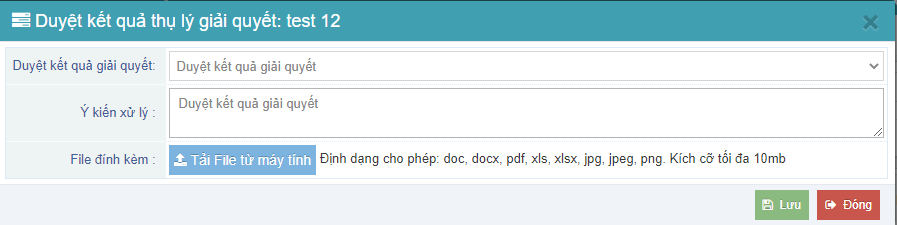 Duyệt kết quả thụ lý giải quyết: test 12
Duyệt kết quả giải quyết: Duyệt kết quả giải quyết
Ý kiến xử lý : Duyệt kết quả giải quyết
File đính kèm : Tải File từ máy tính Định dạng cho phép: doc, docx, pdf, xls, xlsx, jpg, jpeg, png. Kích cỡ tối đa 10mb
Lưu Đóng